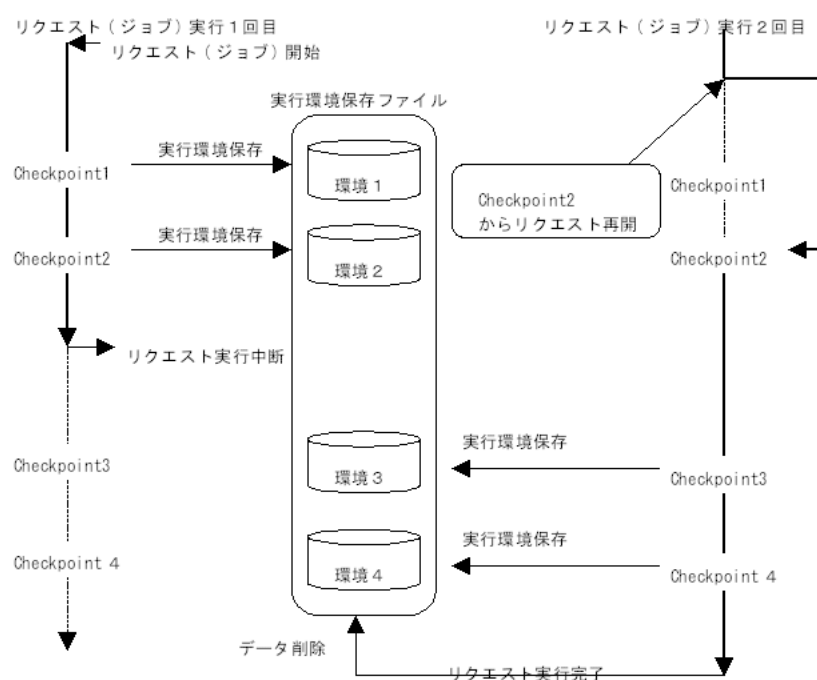 リクエスト（ジョブ）実行１回目
リクエスト（ジョブ）実行２回目
リクエスト（ジョブ）開始
実行環境保存ファイル
実行環境保存
Checkpoint1
環境１
Checkpoint2
からリクエスト再開
Checkpoint1
実行環境保存
Checkpoint2
環境２
Checkpoint2
リクエスト実行中断
Checkpoint3
環境３
実行環境保存
Checkpoint3
Checkpoint ４
環境４
実行環境保存
Checkpoint ４
データ削除
リクエスト実行完了